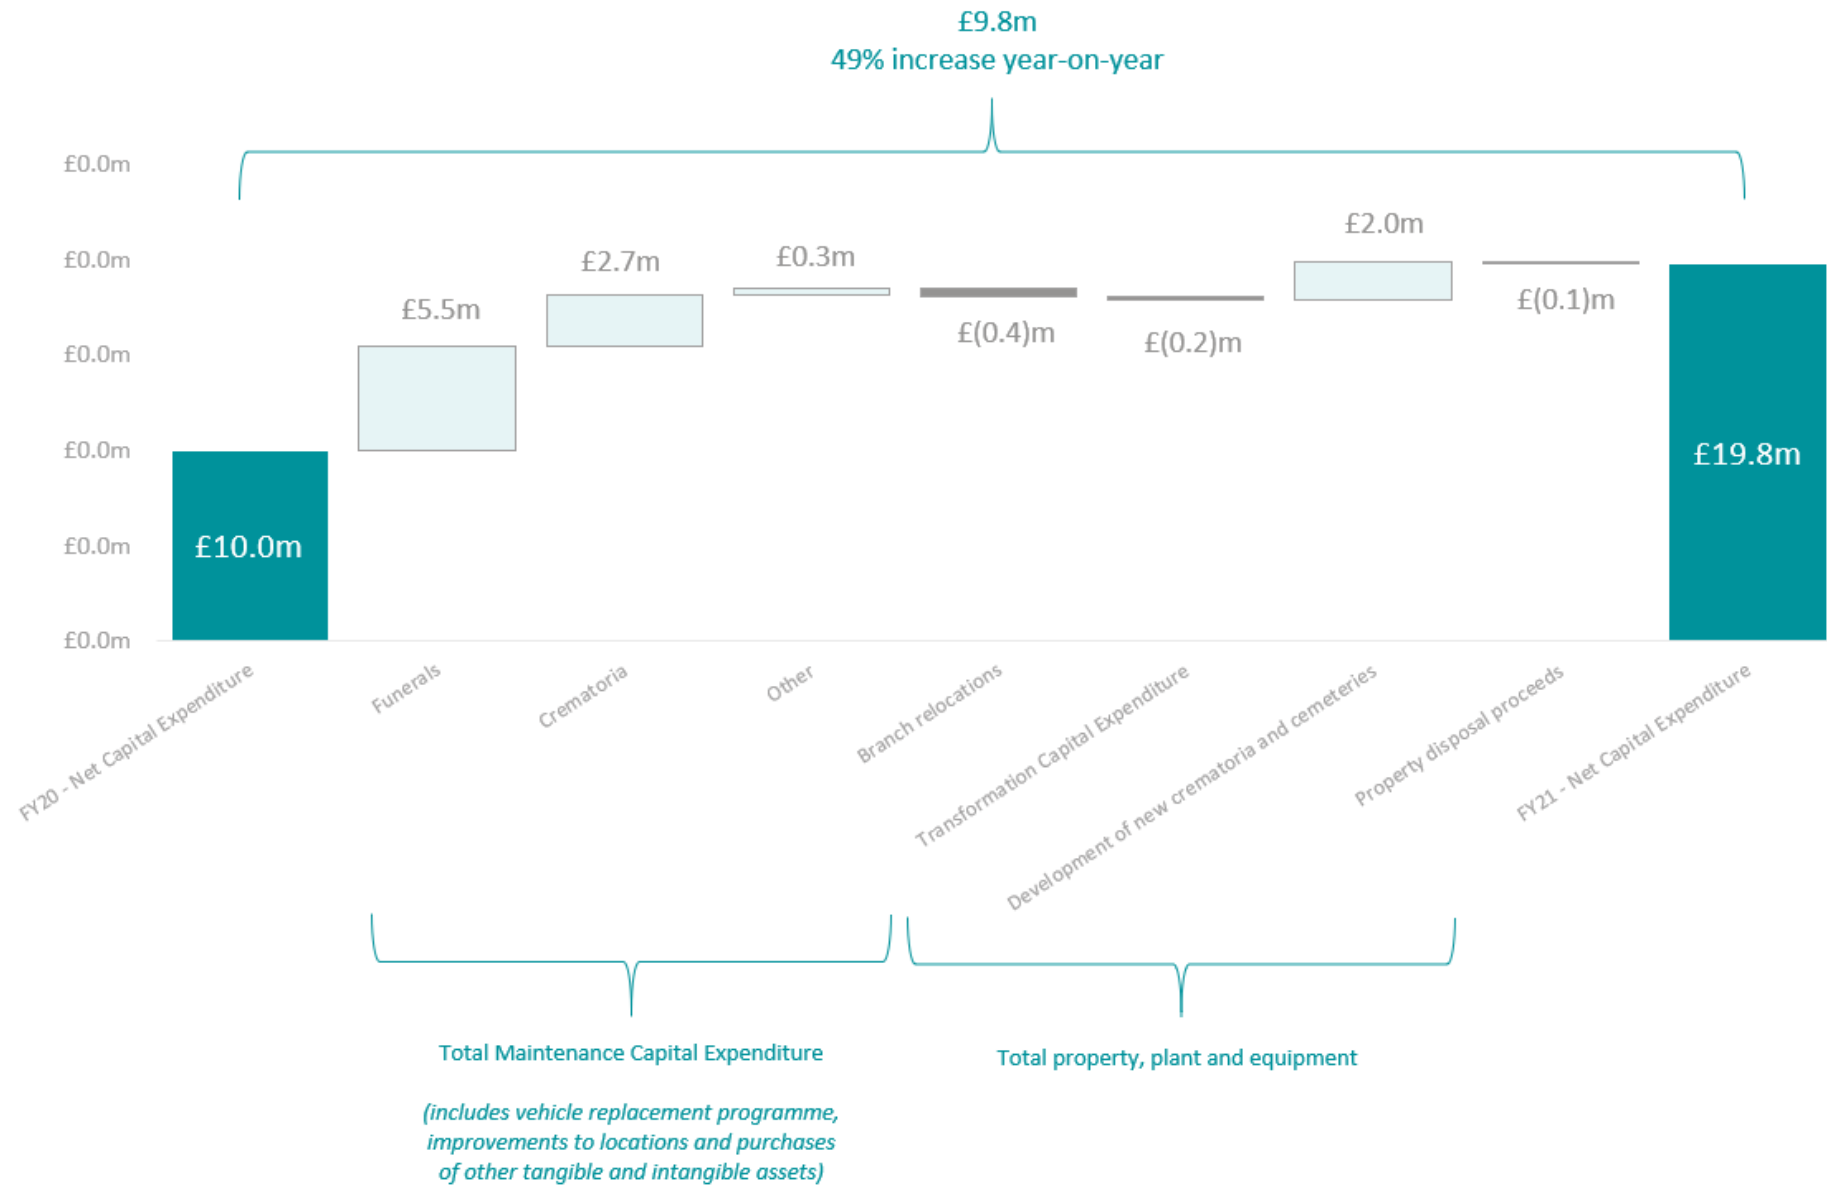 £9.8m
49% increase year-on-year
£0.0m
£0.0m
£0.0m
£0.0m
£0.0m
£0.0m
£10.0m
£5.5m
£2.7m
£0.3m
£(0.4)m
£(0.2)m
£2.0m
£(0.1)m
£19.8m
FY20 - Net Capital Expenditure
Funerals
Crematoria
Other
Branch relocations
Transformation Capital Expenditure
Development of new crematoria and cemeteries
Property disposal proceeds
FY21 - Net Capital Expenditure
Total Maintenance Capital Expenditure
(includes vehicle replacement programme,
improvements to locations and purchases
of other tangible and intangible assets)
Total property, plant and equipment